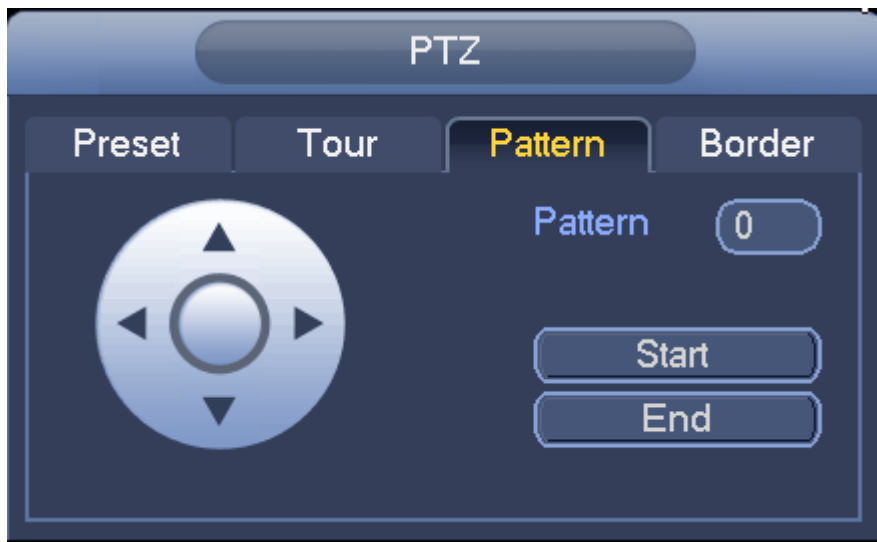 PTZ
Preset Tour Pattern Border
Pattern 0
Start
End